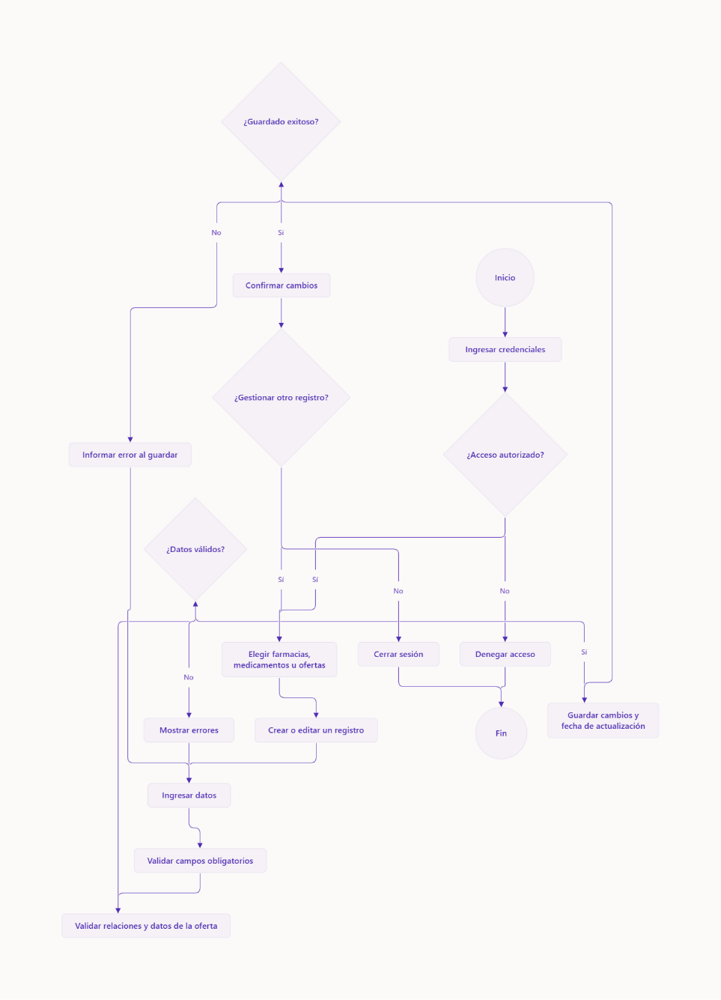 ¿Guardado exitoso?
No
Sí
Confirmar cambios
Inicio
Ingresar credenciales
¿Gestionar otro registro?
¿Acceso autorizado?
Informar error al guardar
¿Datos válidos?
Sí
Sí
No
No
Elegir farmacias,
medicamentos u ofertas
Cerrar sesión
Denegar acceso
Sí
No
Guardar cambios y
fecha de actualización
Mostrar errores
Crear o editar un registro
Fin
Ingresar datos
Validar campos obligatorios
Validar relaciones y datos de la oferta